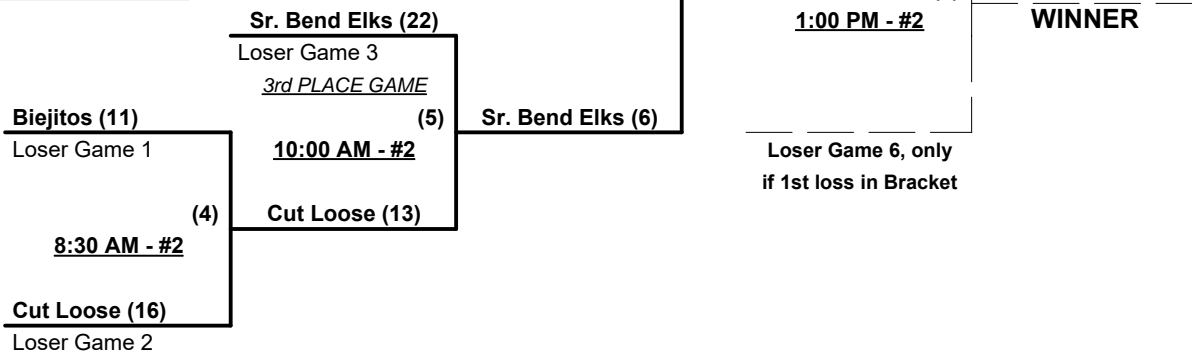 Sr. Bend Elks (22)
1:00 PM - #2
WINNER
Loser Game 3
3rd PLACE GAME
Biejitos (11)
(5)
Sr. Bend Elks (6)
Loser Game 1
10:00 AM - #2
Loser Game 6, only
if 1st loss in Bracket
(4)
Cut Loose (13)
8:30 AM - #2
Cut Loose (16)
Loser Game 2